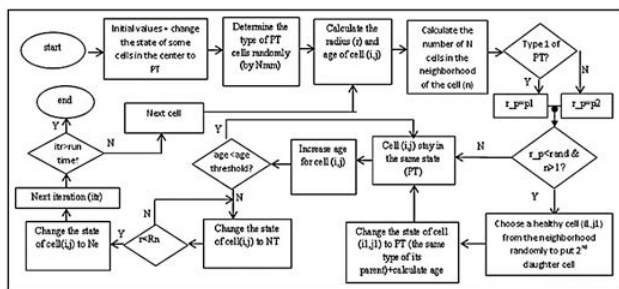 start
Initial values + change
the state of some
cells in the center to
PT
Determine the
type of PT
cells randomly
(by Nmm)
Calculate the
radius (r) and
age of cell (i,j)
Calculate the
number of N
cells in the
neighborhood
of the cell (n)
Type 1 of
PT?
Y
N
r_p=p1
r_p=p2
r_p<rand &
n>1?
N
Y
Choose a healthy cell (i1,j1)
from the neighborhood
randomly to put 2nd
daughter cell
Change the state of cell
(i1,j1) to PT (the same
type of its
parent)+calculate age
Cell (i,j) stay in
the same state
(PT)
Increase age
for cell (i,j)
age<age
threshold?
Y
N
Change the state
of cell(i,j) to NT
r<Rn
N
Y
Change the state
of cell(i,j) to Ne
Next iteration (itr)
itr>run
time?
N
Y
Next cell
end